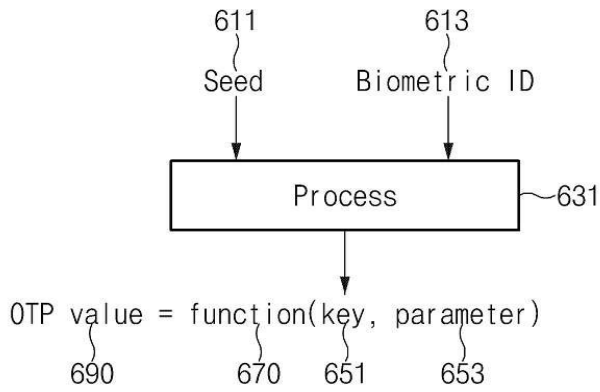 611 613
Seed Biometric ID
Process 631
OTP value = function(key, parameter)
690 670 651 653